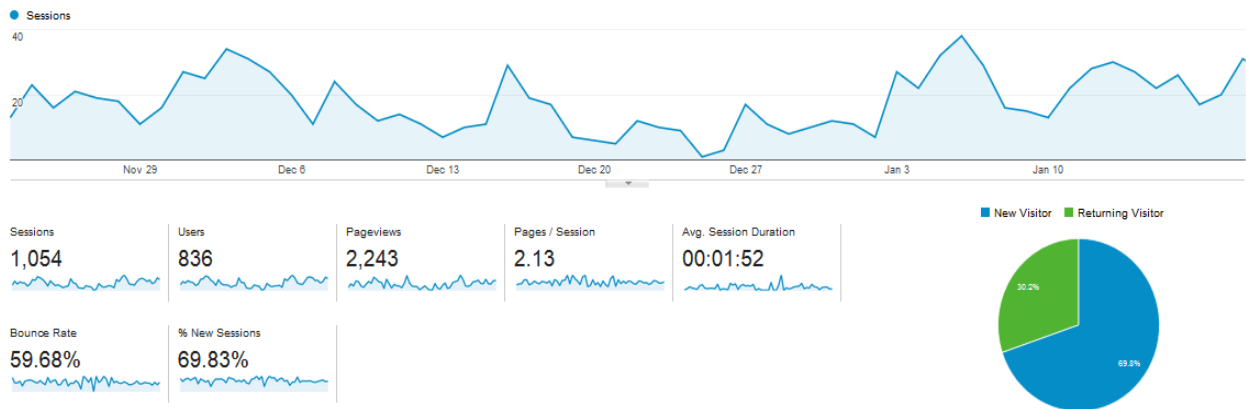 Sessions
40
20
Nov 29 Dec 6 Dec 13 Dec 20 Dec 27 Jan 3 Jan 10
New Visitor Returning Visitor
Sessions Users Pageviews Pages / Session Avg. Session Duration
1,054 836 2,243 2.13 00:01:52
30.2%
Bounce Rate % New Sessions
59.68% 69.83%
69.8%